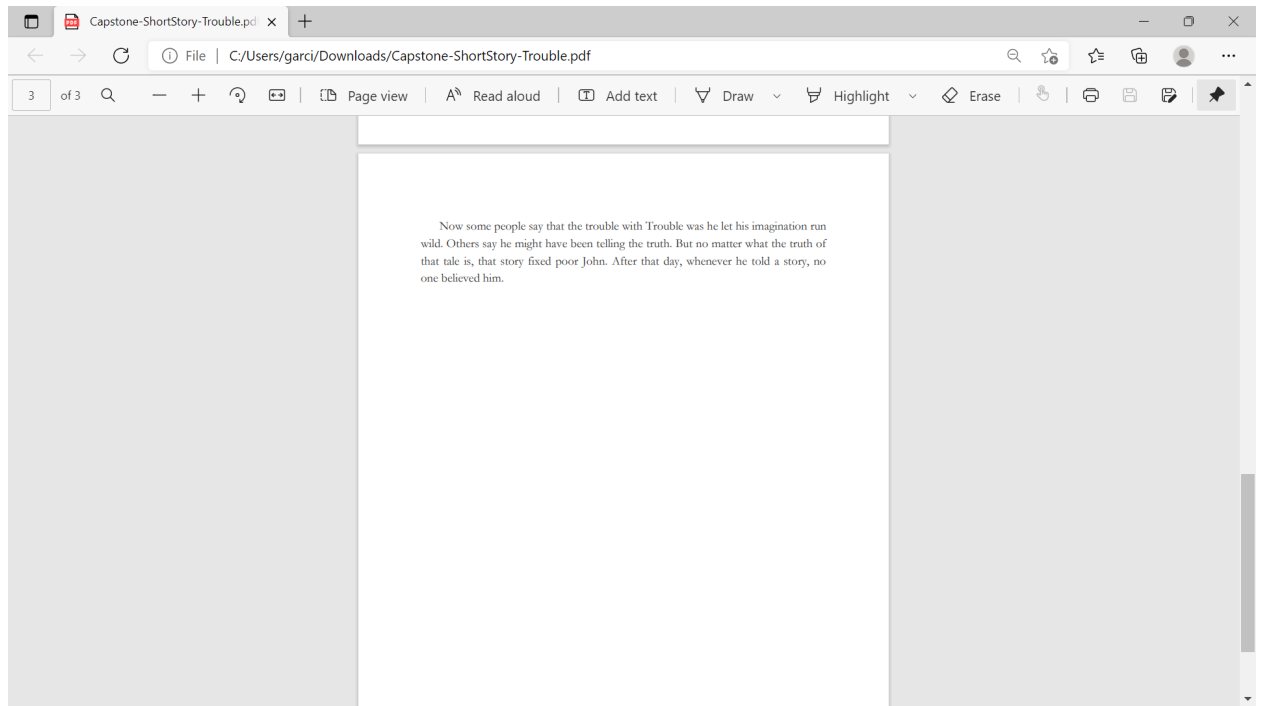 Capstone-ShortStory-Trouble.pd
File
C:/Users/garci/Downloads/Capstone-ShortStory-Trouble.pdf
3 of 3 Page view Read aloud Add text Draw Highlight Erase
Now some people say that the trouble with Trouble was he let his imagination run
wild. Others say he might have been telling the truth. But no matter what the truth of
that tale is, that story fixed poor John. After that day, whenever he told a story, no
one believed him.